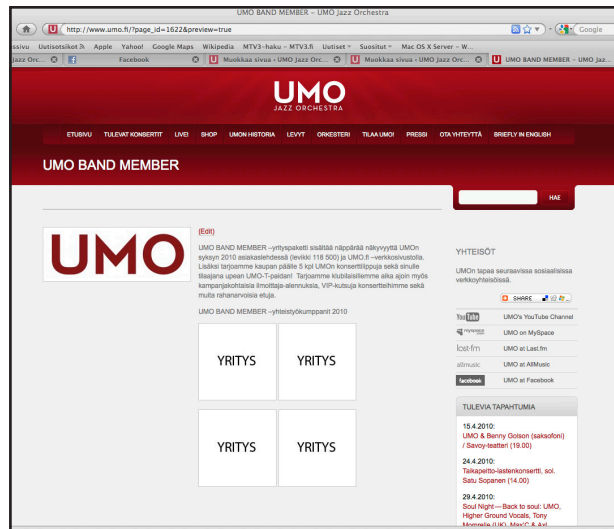 UMO BAND MEMBER – UMO Jazz Orchestra
http://www.umo.fi/?page_id=1622&preview=true
Google
ssivu Uutisotsikot Apple Yahoo! Google Maps Wikipedia MTV3-haku – MTV3.fi Uutiset Suositut Mac OS X Server – W...
Jazz Orc... Facebook Muokkaa sivua ‹ UMO Jazz Orc... Muokkaa sivua ‹ UMO Jazz Orc... UMO BAND MEMBER – UMO Jaz...
UMO
JAZZ ORCHESTRA
ETUSIVU TULEVAT KONSERTIT LIVE! SHOP UMON HISTORIA LEVYT ORKESTERI TILAA UMO! PRESSI OTA YHTEYTTÄ BRIEFLY IN ENGLISH
UMO BAND MEMBER
HAE
UMO
(Edit)
UMO BAND MEMBER –yrityspaketti sisältää näppärää näkyvyyttä UMOn
syksyn 2010 asiakaslehdessä (levikki 118 500) ja UMO.fi –verkkosivustolla.
Lisäksi tarjoamme kaupan päälle 5 kpl UMOn konserttilippuja sekä sinulle
tilaajana upean UMO-T-paidan! Tarjoamme klubilaisillemme aika ajoin myös
kampanjakohtaisia ilmoittaja-alennuksia, VIP-kutsuja konsertteihimme sekä
muita rahanarvoisia etuja.
UMO BAND MEMBER –yhteistyökumppanit 2010
YRITYS YRITYS
YRITYS YRITYS
YHTEISÖT
UMOn tapaa seuraavissa sosiaalisissa
verkkoyhteisöissä.
SHARE
YouTube UMO's YouTube Channel
myspace.com UMO on MySpace
lost·fm UMO at Last.fm
allmusic UMO at AllMusic
facebook UMO at Facebook
TULEVIA TAPAHTUMIA
15.4.2010:
UMO & Benny Golson (saksofoni)
/ Savoy-teatteri (19.00)
24.4.2010:
Taikapeitto-lastenkonsertti, sol.
Satu Sopanen (14.00)
29.4.2010:
Soul Night—Back to soul: UMO,
Higher Ground Vocals, Tony
Momrelle (UK), Max'C & Axl